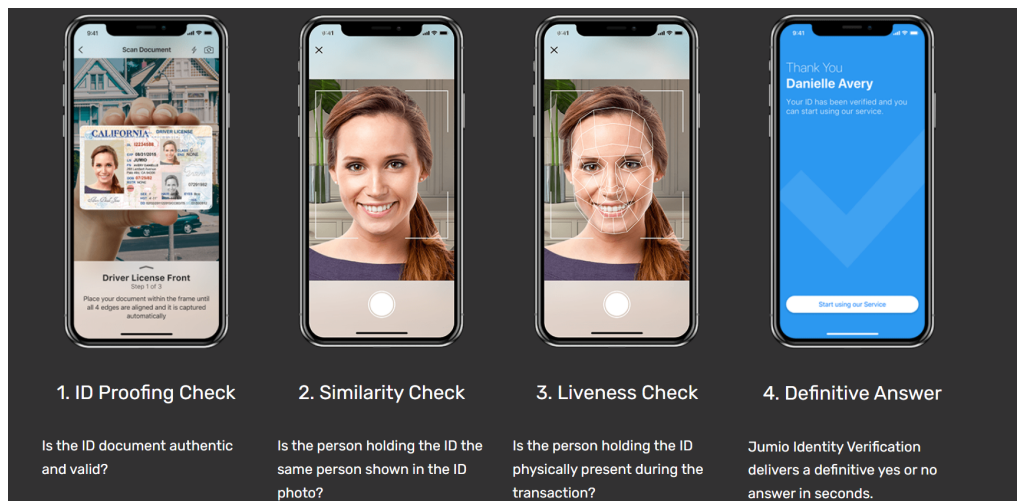 9:41
Scan Document
CALIFORNIA DRIVER LICENSE
Driver License Front
Step 1 of 3
Place your document within the frame until
all 4 edges are aligned and it is captured
automatically
9:41
9:41
9:41
Thank You
Danielle Avery
Your ID has been verified and you
can start using our service.
Start using our Service
1. ID Proofing Check
Is the ID document authentic
and valid?
2. Similarity Check
Is the person holding the ID the
same person shown in the ID
photo?
3. Liveness Check
Is the person holding the ID
physically present during the
transaction?
4. Definitive Answer
Jumio Identity Verification
delivers a definitive yes or no
answer in seconds.